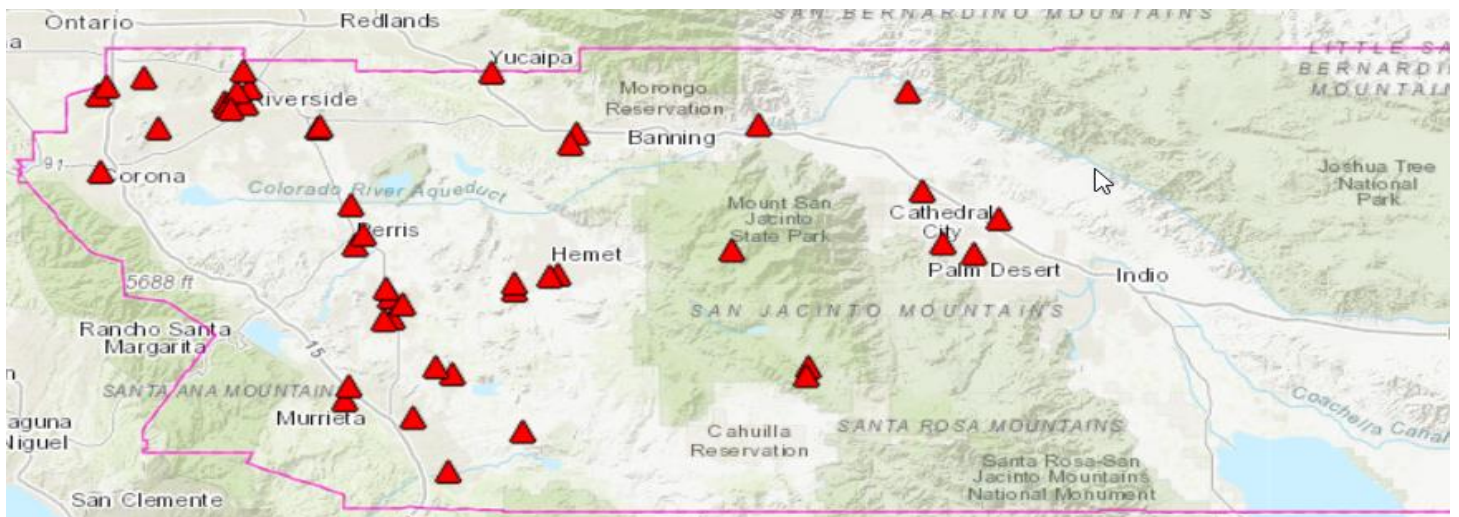 Ontario
Redlands
SAN BERNARDINO MOUNTAINS
a
Yucaipa
LITTLE SA
BERNARDI
MOUNTAIN
Morongo
Reservation
Riverside
Banning
91
Corona
Joshua Tree
National
Park
Colorado River Aqueduct
Mount San
Jacinto
State Park
Cathedral
City
Perris
Hemet
Palm Desert
Indio
5688 ft
SAN JACINTO MOUNTAINS
Rancho Santa
Margarita
15
n
SANTA ANA MOUNTAIN
Coachella Canal
aguna
Niguel
Murrieta
Cahuilla
Reservation
SANTA ROSA MOUNTAINS
Santa Rosa-San
Jacinto Mountains
National Monument
San Clemente